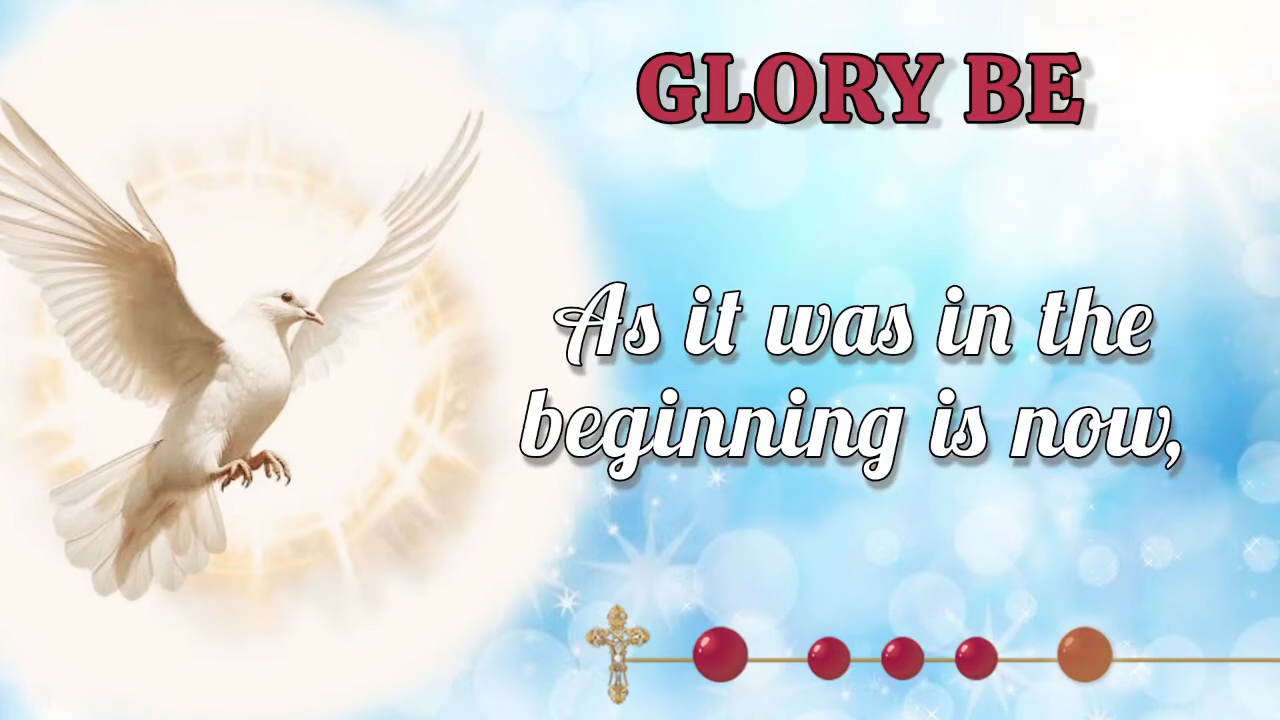 GLORY BE
As it was in the
beginning is now,